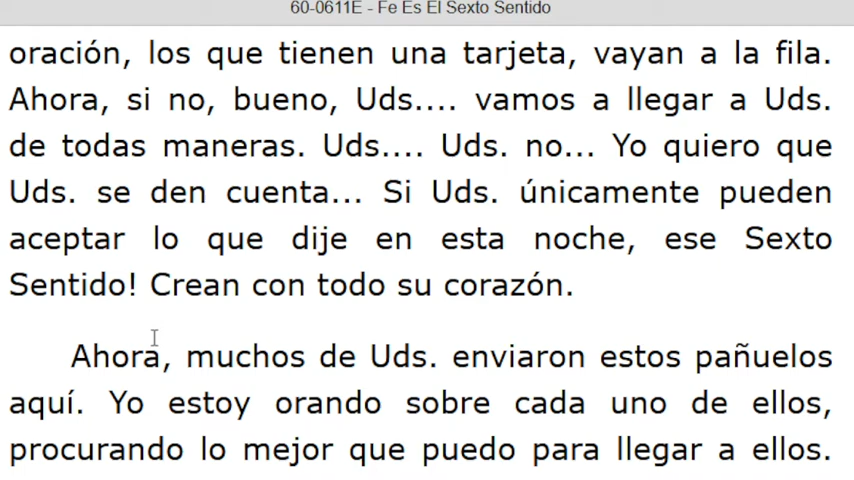 60-0611E - Fe Es El Sexto Sentido
oración, los que tienen una tarjeta, vayan a la fila.
Ahora, si no, bueno, Uds.... vamos a llegar a Uds.
de todas maneras. Uds.... Uds. no... Yo quiero que
Uds. se den cuenta... Si Uds. únicamente pueden
aceptar lo que dije en esta noche, ese Sexto
Sentido! Crean con todo su corazón.
Ahora, muchos de Uds. enviaron estos pañuelos
aquí. Yo estoy orando sobre cada uno de ellos,
procurando lo mejor que puedo para llegar a ellos.